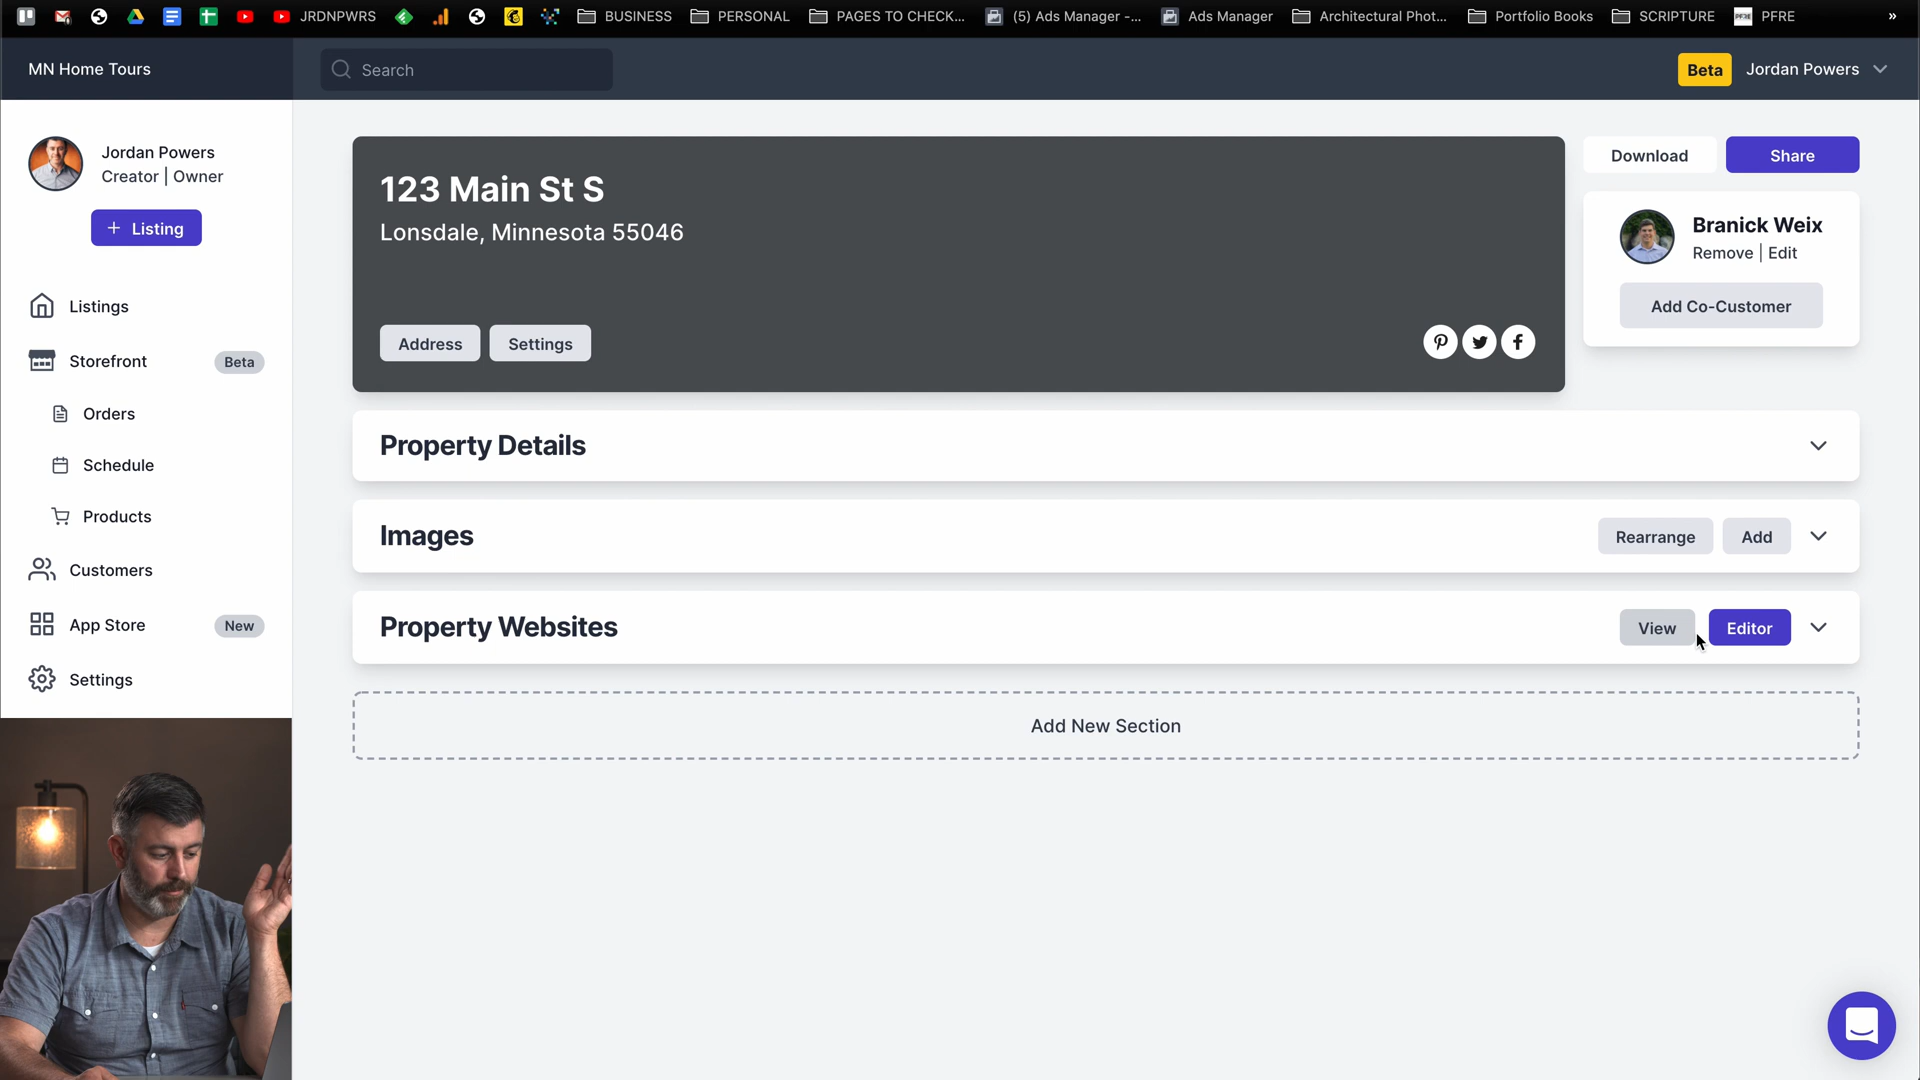 JRDNPWRS
BUSINESS
PERSONAL
PAGES TO CHECK...
(5) Ads Manager -...
Ads Manager
Architectural Phot...
Portfolio Books
SCRIPTURE
PFRE
PFRE
»
MN Home Tours
Search
Beta
Jordan Powers
Jordan Powers
Creator | Owner
+ Listing
Listings
Storefront
Beta
Orders
Schedule
Products
Customers
App Store
New
Settings
123 Main St S
Lonsdale, Minnesota 55046
Address
Settings
Download
Share
Branick Weix
Remove | Edit
Add Co-Customer
Property Details
Images
Rearrange
Add
Property Websites
View
Editor
Add New Section